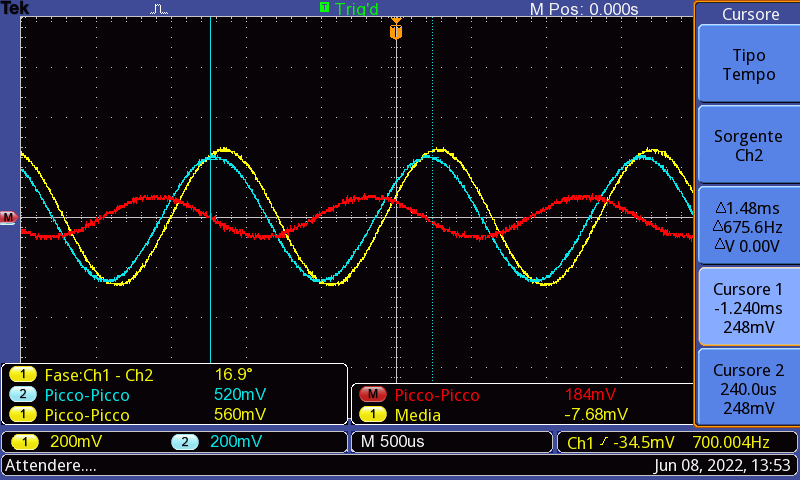 Tek
T Trig'd
M Pos: 0.000s
T
M
Cursore
Tipo
Tempo
Sorgente
Ch2
△1.48ms
△675.6Hz
△V 0.00V
Cursore 1
-1.240ms
248mV
Cursore 2
240.0us
248mV
1 Fase:Ch1 - Ch2 16.9°
2 Picco-Picco 520mV
1 Picco-Picco 560mV
M Picco-Picco 184mV
1 Media -7.68mV
1 200mV 2 200mV
M 500us
Ch1 -34.5mV 700.004Hz
Attendere....
Jun 08, 2022, 13:53